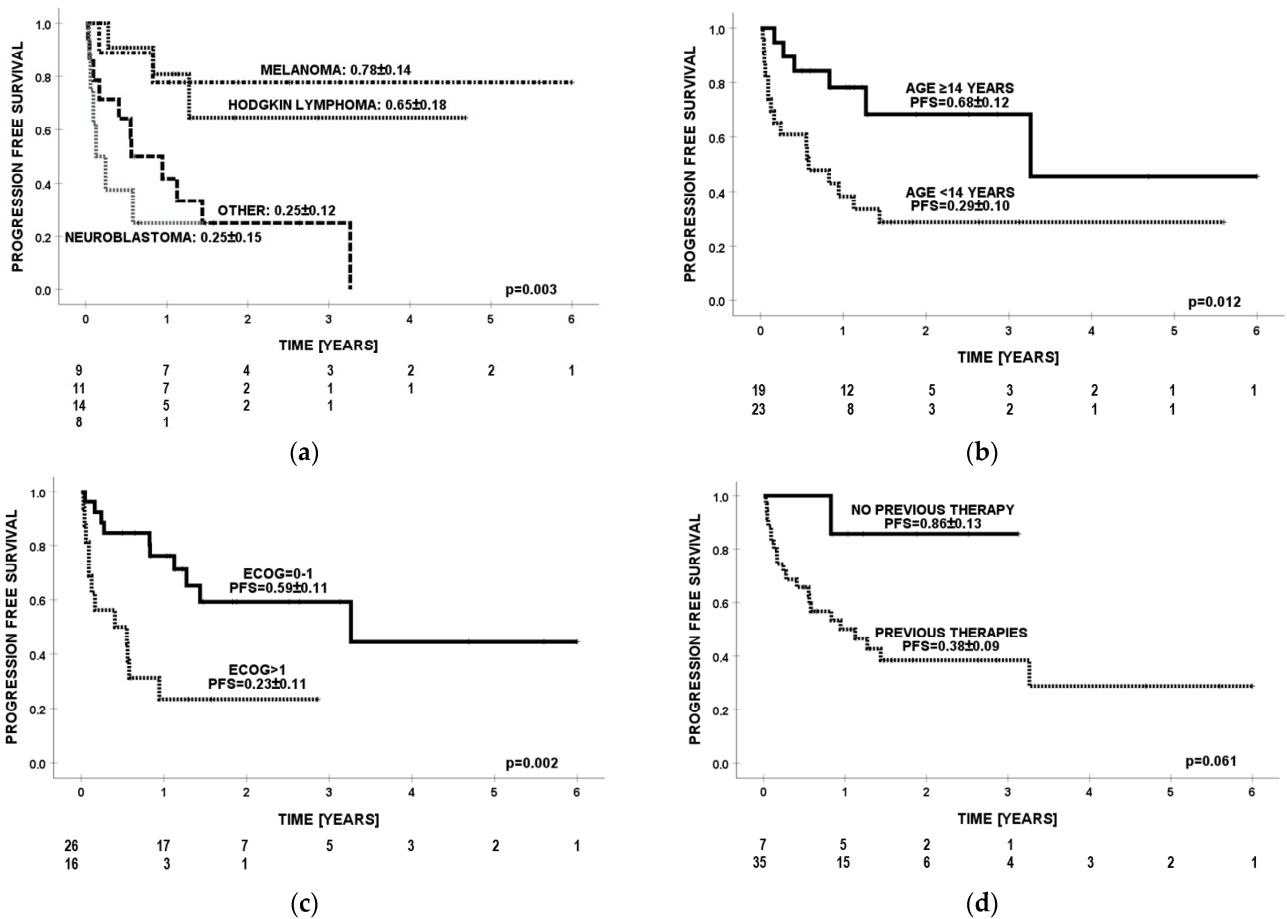 PROGRESSION FREE SURVIVAL
1.0
0.8
0.6
0.4
0.2
0.0
MELANOMA: 0.78±0.14
HODGKIN LYMPHOMA: 0.65±0.18
OTHER: 0.25±0.12
NEUROBLASTOMA: 0.25±0.15
p=0.003
0 1 2 3 4 5 6
TIME [YEARS]
9 7 4 3 2 2 1
11 7 2 1 1
14 5 2 1
8 1
(a)
PROGRESSION FREE SURVIVAL
1.0
0.8
0.6
0.4
0.2
0.0
AGE ≥14 YEARS
PFS=0.68±0.12
AGE <14 YEARS
PFS=0.29±0.10
p=0.012
0 1 2 3 4 5 6
TIME [YEARS]
19 12 5 3 2 1 1
23 8 3 2 1 1
(b)
PROGRESSION FREE SURVIVAL
1.0
0.8
0.6
0.4
0.2
0.0
ECOG=0-1
PFS=0.59±0.11
ECOG>1
PFS=0.23±0.11
p=0.002
0 1 2 3 4 5 6
TIME [YEARS]
26 17 7 5 3 2 1
16 3 1
(c)
PROGRESSION FREE SURVIVAL
1.0
0.8
0.6
0.4
0.2
0.0
NO PREVIOUS THERAPY
PFS=0.86±0.13
PREVIOUS THERAPIES
PFS=0.38±0.09
p=0.061
0 1 2 3 4 5 6
TIME [YEARS]
7 5 2 1
35 15 6 4 3 2 1
(d)